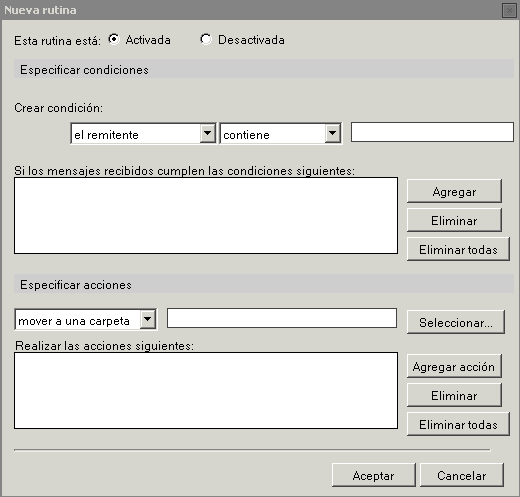 Nueva rutina
Esta rutina está: Activada Desactivada
Especificar condiciones
Crear condición:
el remitente contiene
Si los mensajes recibidos cumplen las condiciones siguientes:
Agregar
Eliminar
Eliminar todas
Especificar acciones
mover a una carpeta Seleccionar...
Realizar las acciones siguientes:
Agregar acción
Eliminar
Eliminar todas
Aceptar Cancelar